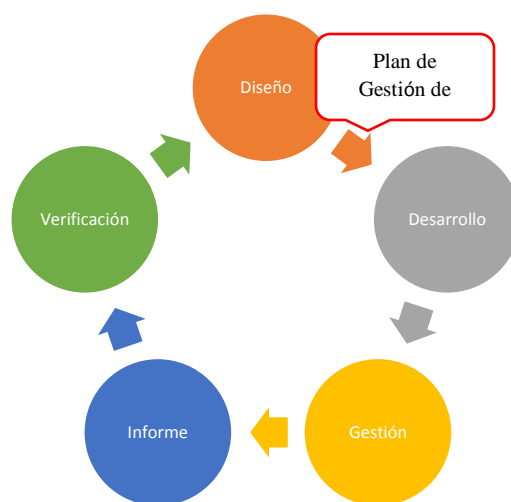 Diseño
Plan de
Gestión de
Verificación
Desarrollo
Informe
Gestión